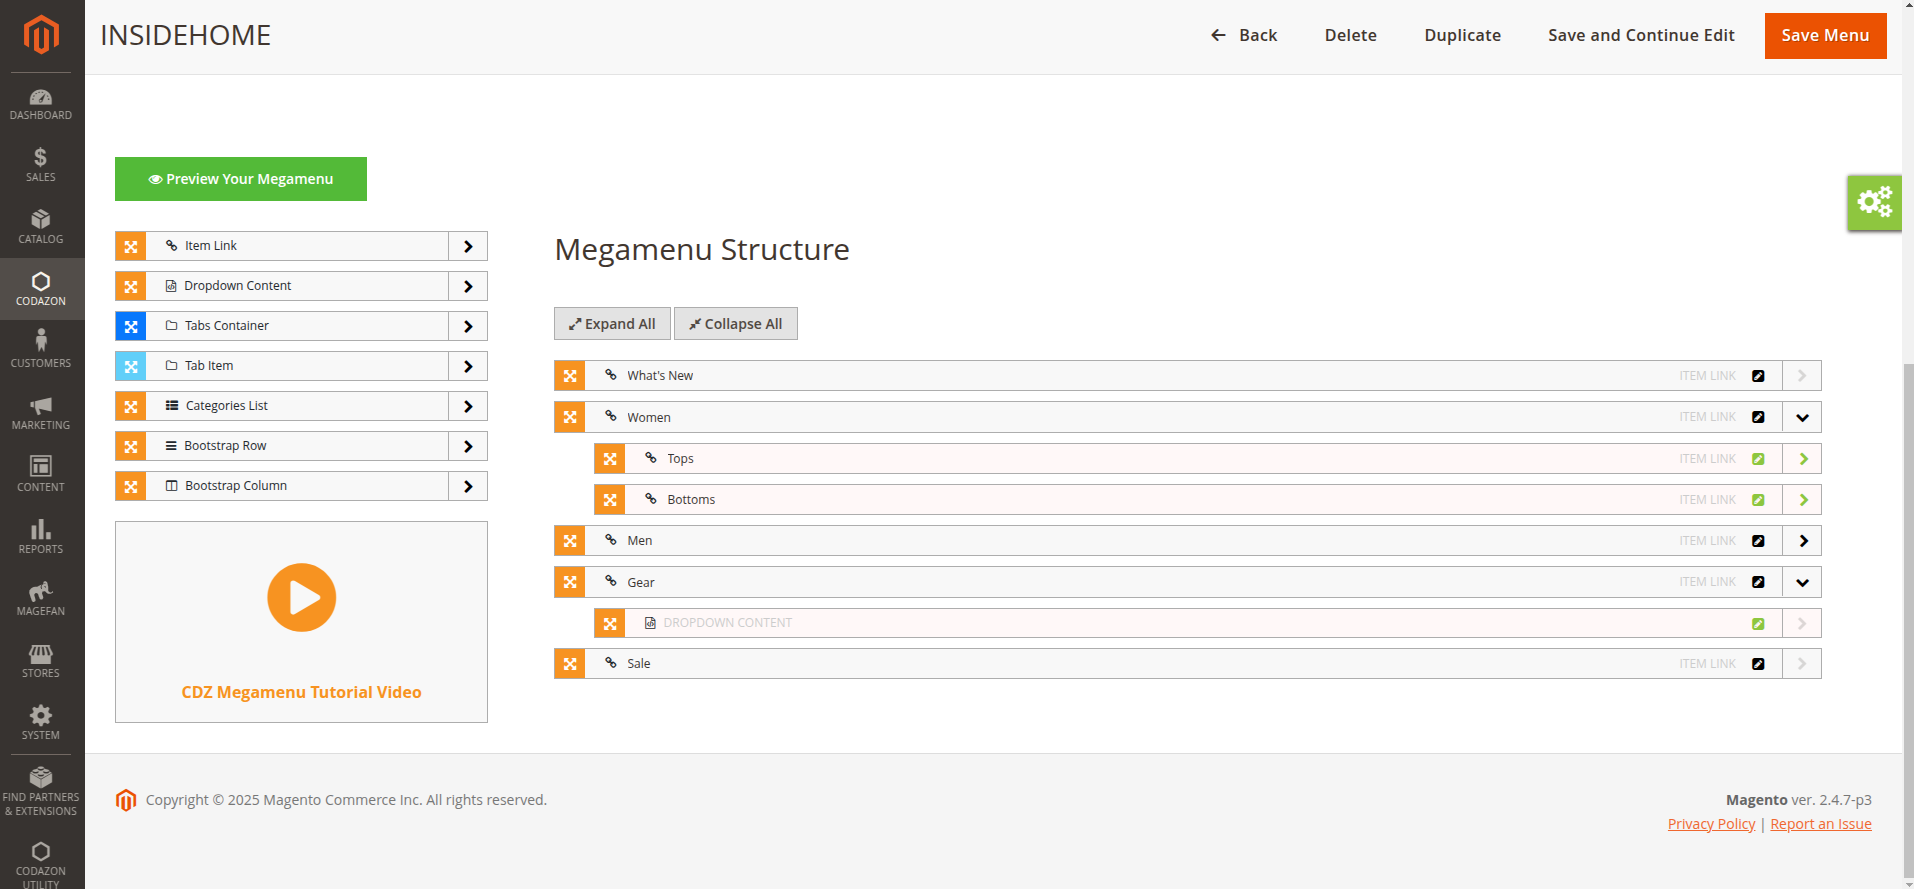 INSIDEHOME
Back
Delete
Duplicate
Save and Continue Edit
Save Menu
DASHBOARD
SALES
CATALOG
CODAZON
CUSTOMERS
MARKETING
CONTENT
REPORTS
MAGEFAN
STORES
SYSTEM
FIND PARTNERS
& EXTENSIONS
CODAZON
UTILITY
Preview Your Megamenu
Item Link
Dropdown Content
Tabs Container
Tab Item
Categories List
Bootstrap Row
Bootstrap Column
CDZ Megamenu Tutorial Video
Megamenu Structure
Expand All
Collapse All
What's New ITEM LINK
Women ITEM LINK
Tops ITEM LINK
Bottoms ITEM LINK
Men ITEM LINK
Gear ITEM LINK
DROPDOWN CONTENT
Sale ITEM LINK
Copyright © 2025 Magento Commerce Inc. All rights reserved.
Magento ver. 2.4.7-p3
Privacy Policy | Report an Issue